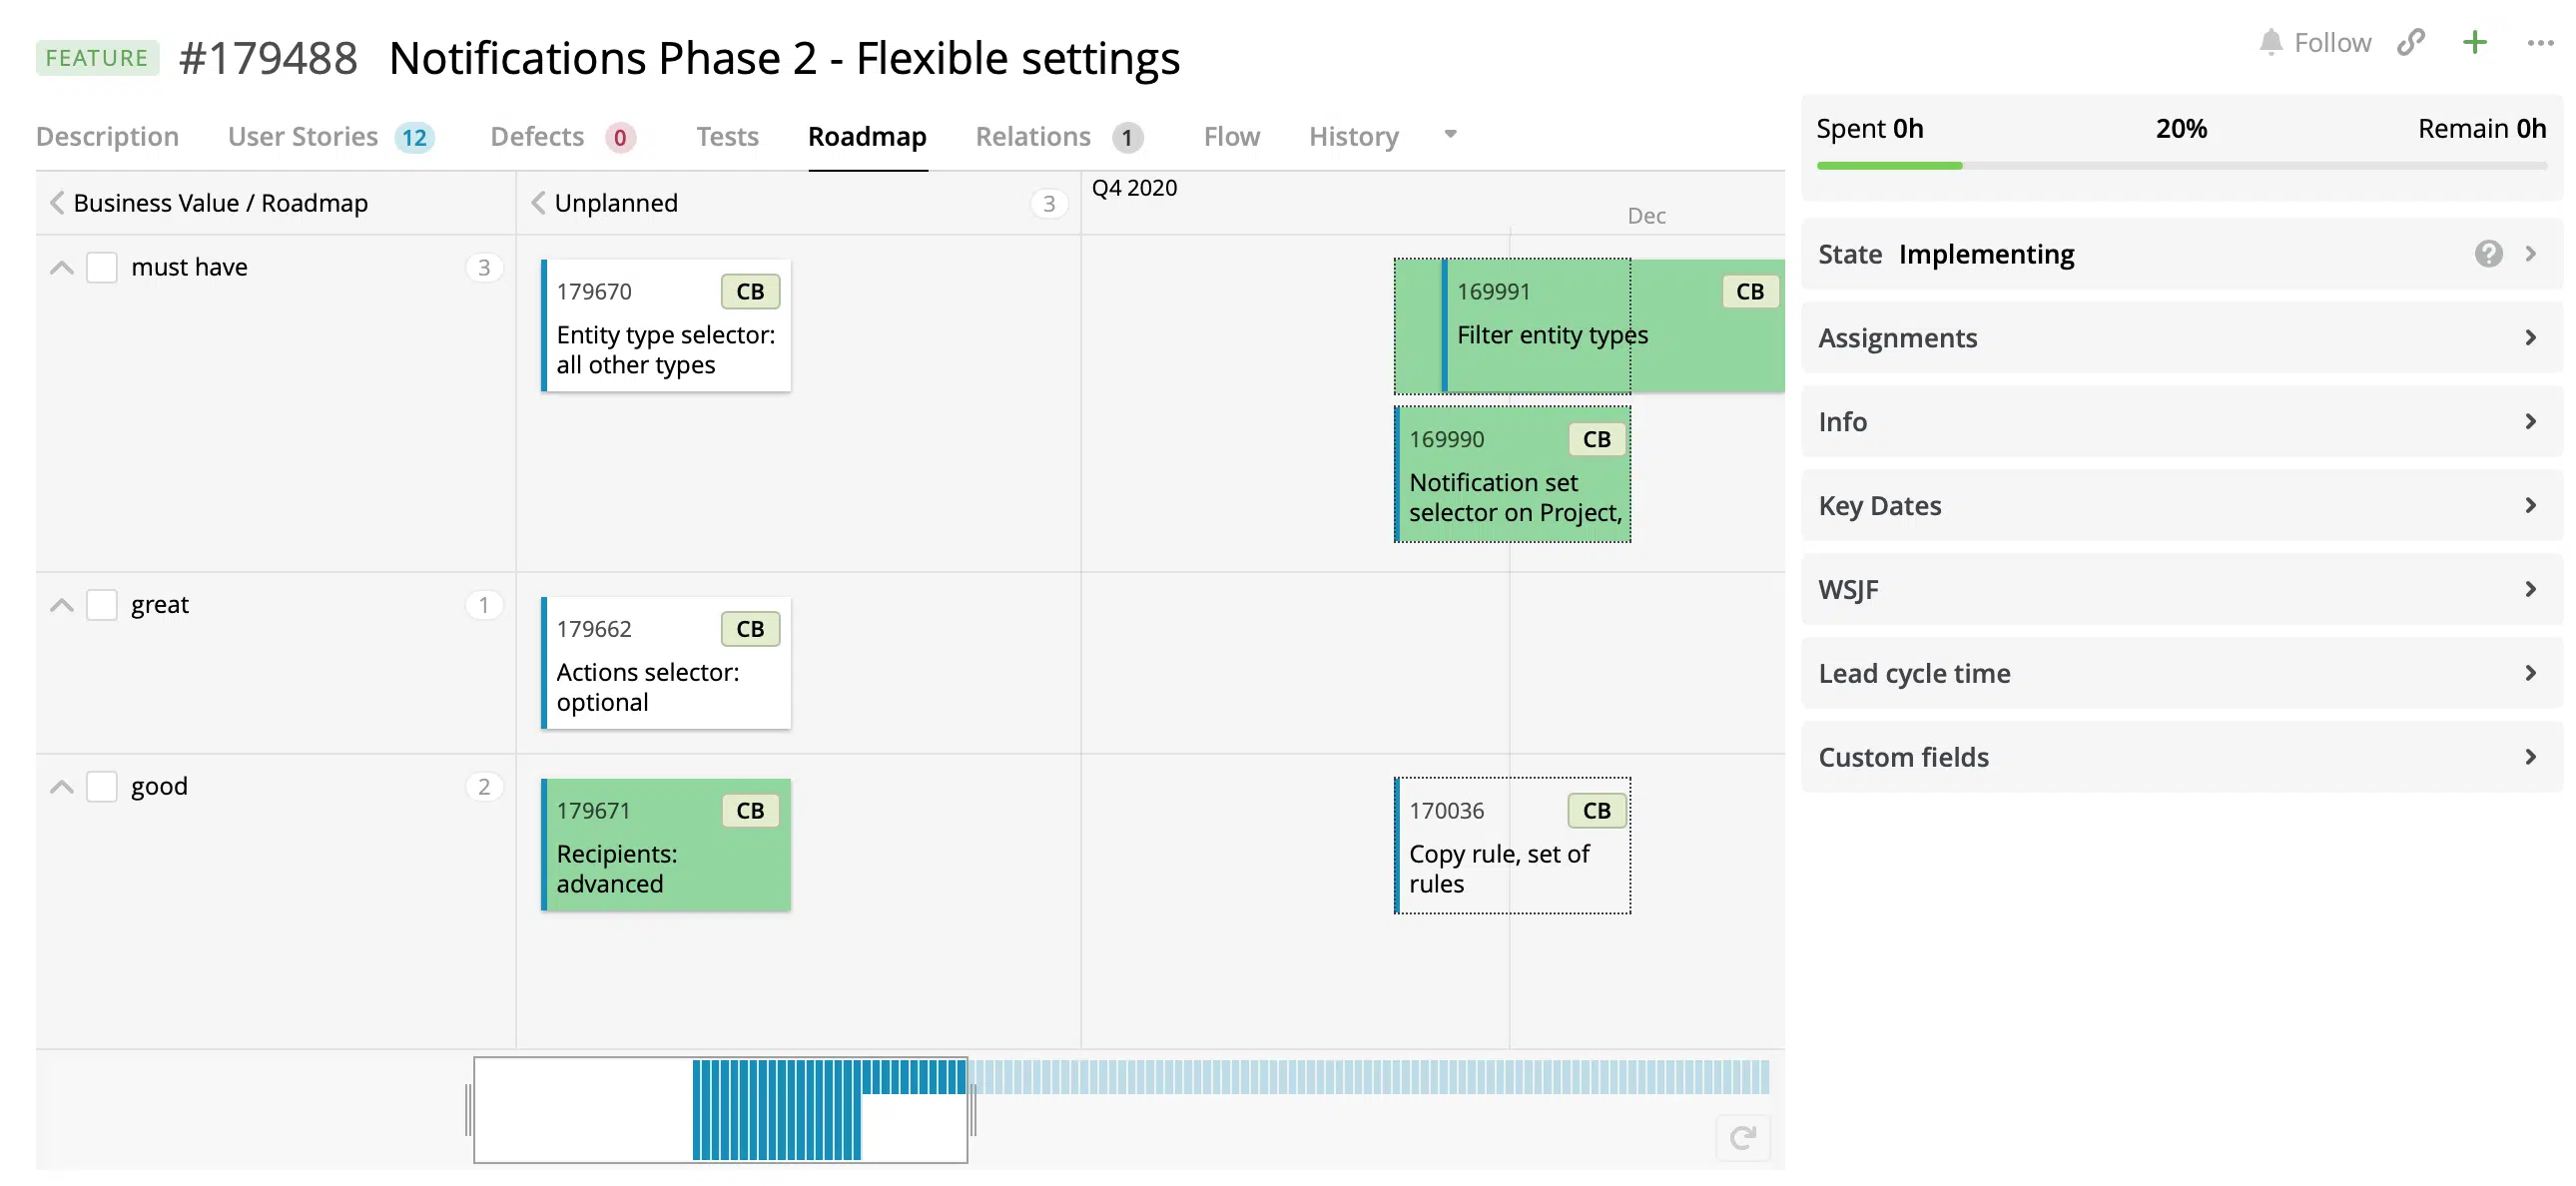 FEATURE #179488 Notifications Phase 2 - Flexible settings
Follow
Description User Stories 12 Defects 0 Tests Roadmap Relations 1 Flow History
Spent 0h 20% Remain 0h
Business Value / Roadmap
Unplanned 3
Q4 2020
Dec
must have 3
179670 CB
Entity type selector:
all other types
169991 CB
Filter entity types
169990 CB
Notification set
selector on Project,
great 1
179662 CB
Actions selector:
optional
good 2
179671 CB
Recipients:
advanced
170036 CB
Copy rule, set of
rules
State Implementing ?
Assignments
Info
Key Dates
WSJF
Lead cycle time
Custom fields